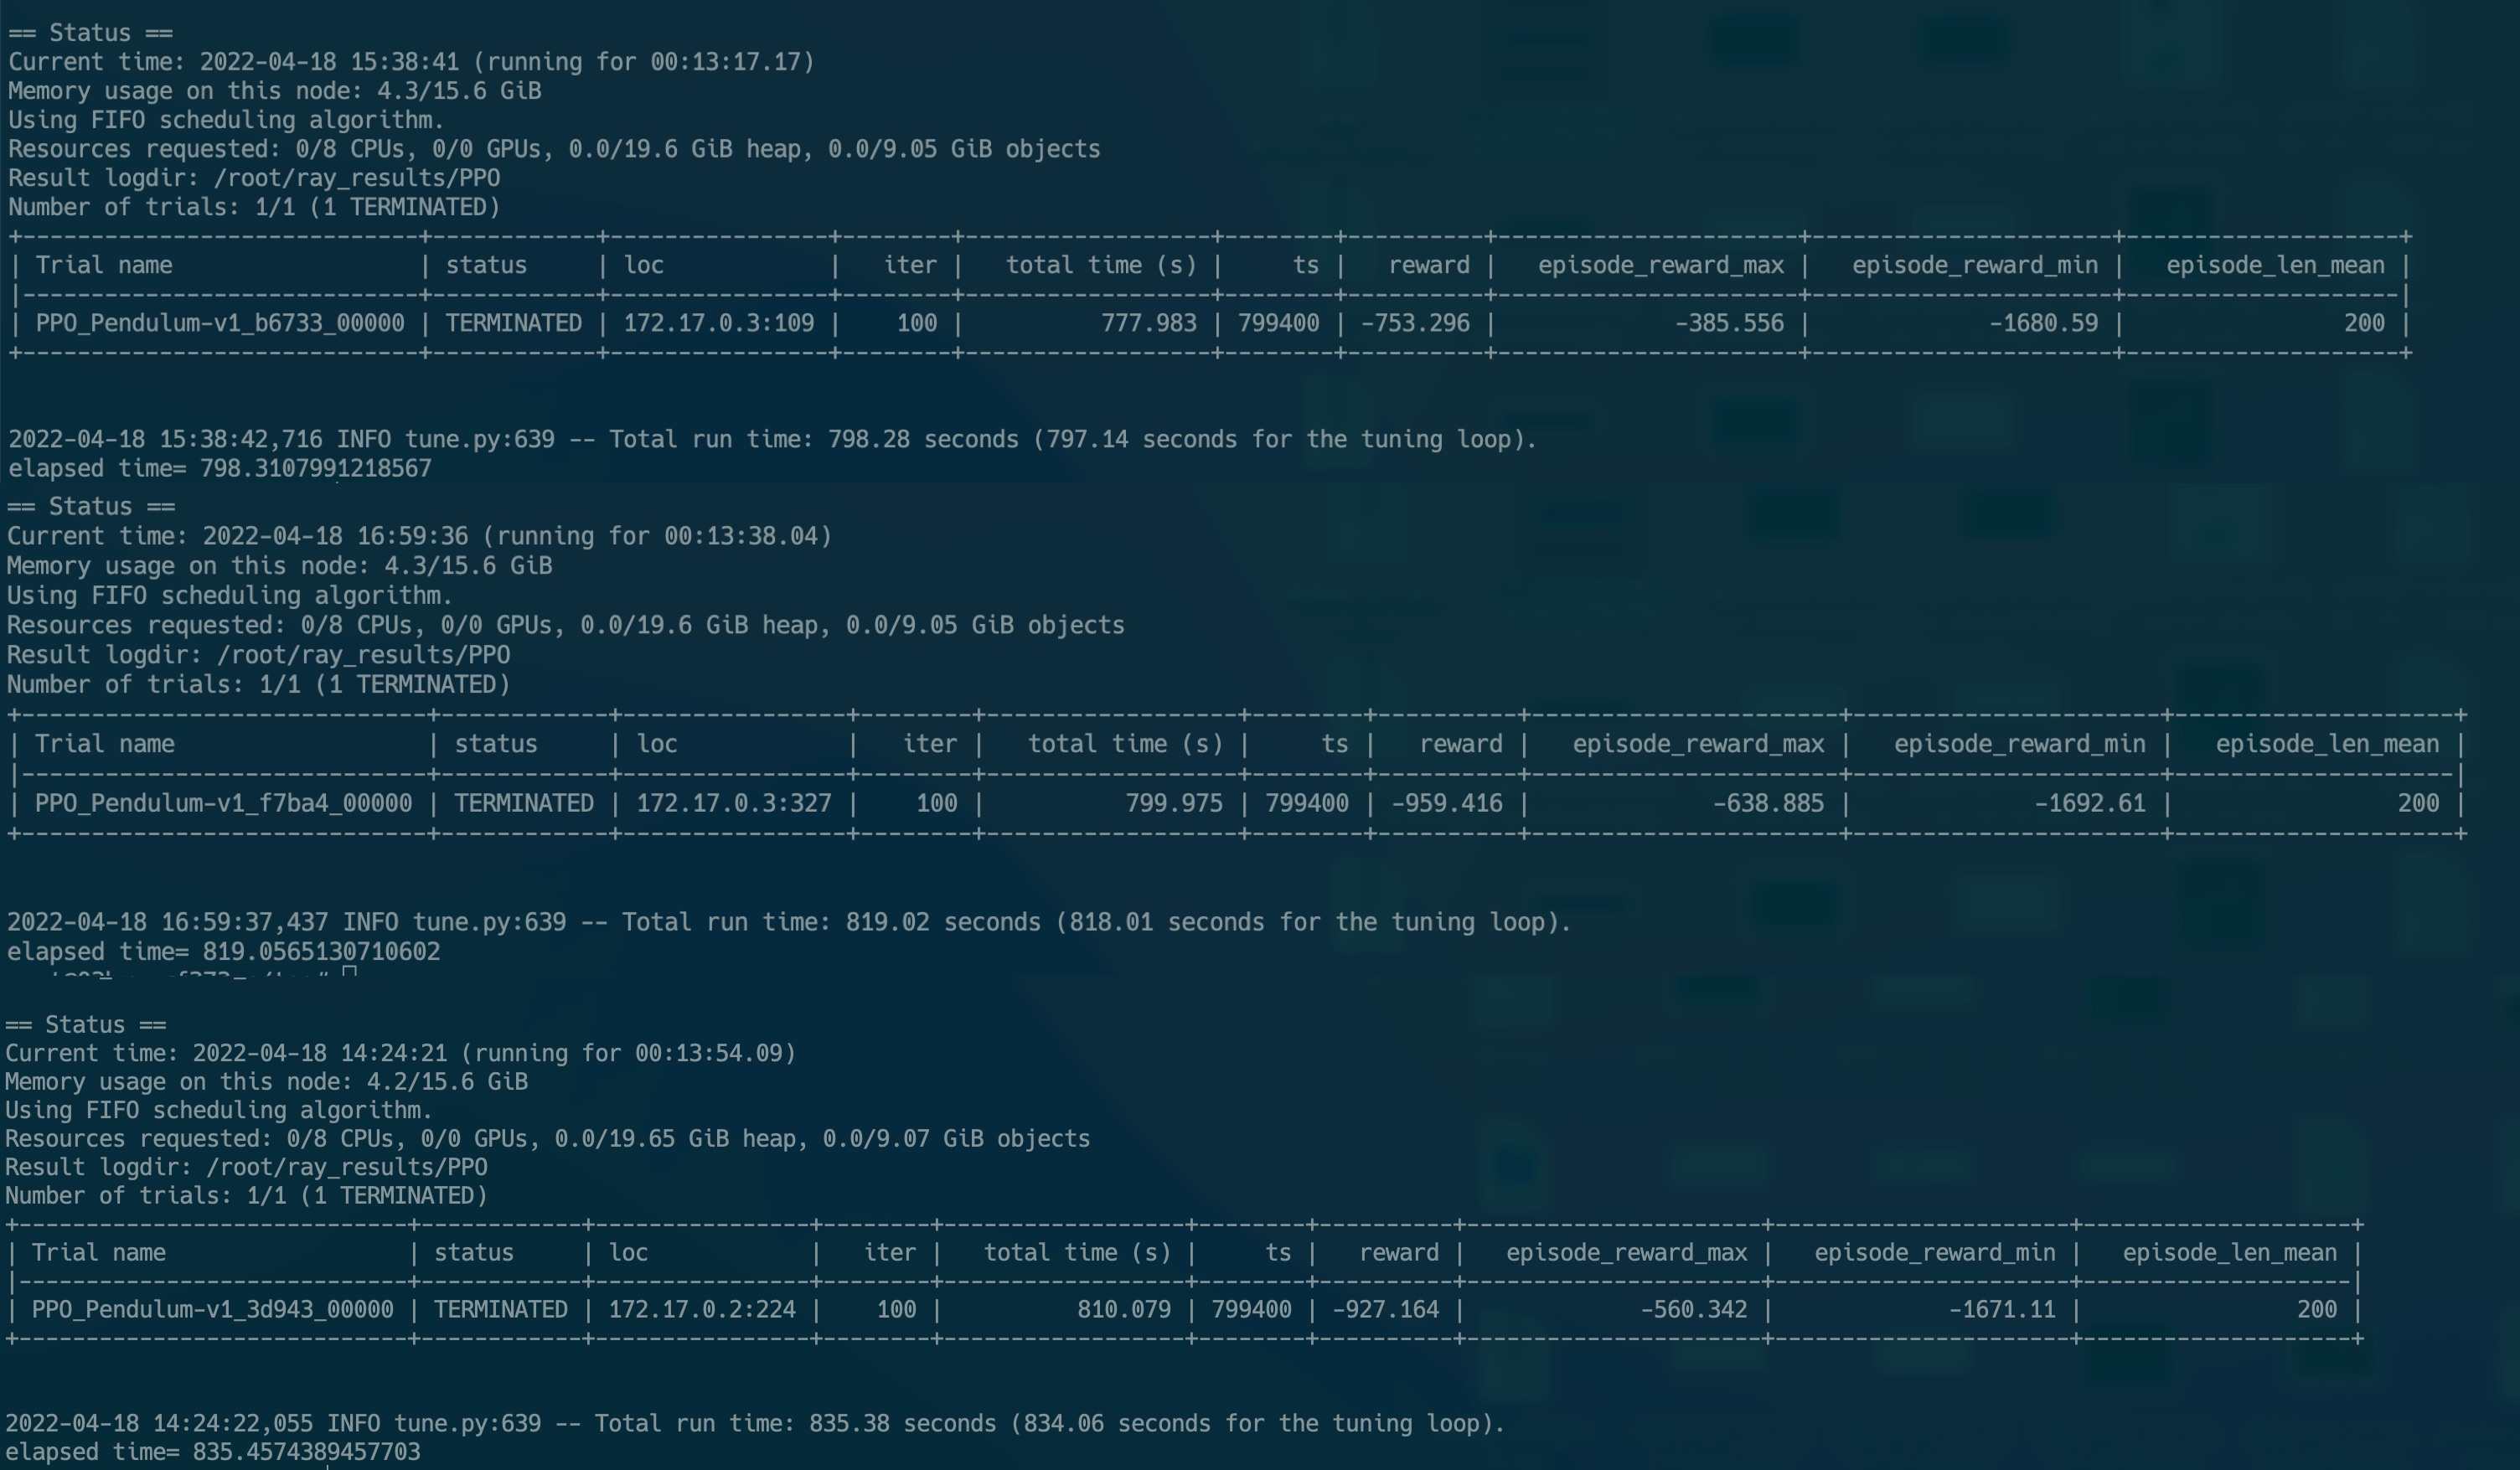 == Status ==
Current time: 2022-04-18 15:38:41 (running for 00:13:17.17)
Memory usage on this node: 4.3/15.6 GiB
Using FIFO scheduling algorithm.
Resources requested: 0/8 CPUs, 0/0 GPUs, 0.0/19.6 GiB heap, 0.0/9.05 GiB objects
Result logdir: /root/ray_results/PPO
Number of trials: 1/1 (1 TERMINATED)
| Trial name | status | loc | iter | total time (s) | ts | reward | episode_reward_max | episode_reward_min | episode_len_mean |
| PPO_Pendulum-v1_b6733_00000 | TERMINATED | 172.17.0.3:109 | 100 | 777.983 | 799400 | -753.296 | -385.556 | -1680.59 | 200 |
2022-04-18 15:38:42,716 INFO tune.py:639 -- Total run time: 798.28 seconds (797.14 seconds for the tuning loop).
elapsed time= 798.3107991218567
== Status ==
Current time: 2022-04-18 16:59:36 (running for 00:13:38.04)
Memory usage on this node: 4.3/15.6 GiB
Using FIFO scheduling algorithm.
Resources requested: 0/8 CPUs, 0/0 GPUs, 0.0/19.6 GiB heap, 0.0/9.05 GiB objects
Result logdir: /root/ray_results/PPO
Number of trials: 1/1 (1 TERMINATED)
| Trial name | status | loc | iter | total time (s) | ts | reward | episode_reward_max | episode_reward_min | episode_len_mean |
| PPO_Pendulum-v1_f7ba4_00000 | TERMINATED | 172.17.0.3:327 | 100 | 799.975 | 799400 | -959.416 | -638.885 | -1692.61 | 200 |
2022-04-18 16:59:37,437 INFO tune.py:639 -- Total run time: 819.02 seconds (818.01 seconds for the tuning loop).
elapsed time= 819.0565130710602
== Status ==
Current time: 2022-04-18 14:24:21 (running for 00:13:54.09)
Memory usage on this node: 4.2/15.6 GiB
Using FIFO scheduling algorithm.
Resources requested: 0/8 CPUs, 0/0 GPUs, 0.0/19.65 GiB heap, 0.0/9.07 GiB objects
Result logdir: /root/ray_results/PPO
Number of trials: 1/1 (1 TERMINATED)
| Trial name | status | loc | iter | total time (s) | ts | reward | episode_reward_max | episode_reward_min | episode_len_mean |
| PPO_Pendulum-v1_3d943_00000 | TERMINATED | 172.17.0.2:224 | 100 | 810.079 | 799400 | -927.164 | -560.342 | -1671.11 | 200 |
2022-04-18 14:24:22,055 INFO tune.py:639 -- Total run time: 835.38 seconds (834.06 seconds for the tuning loop).
elapsed time= 835.4574389457703